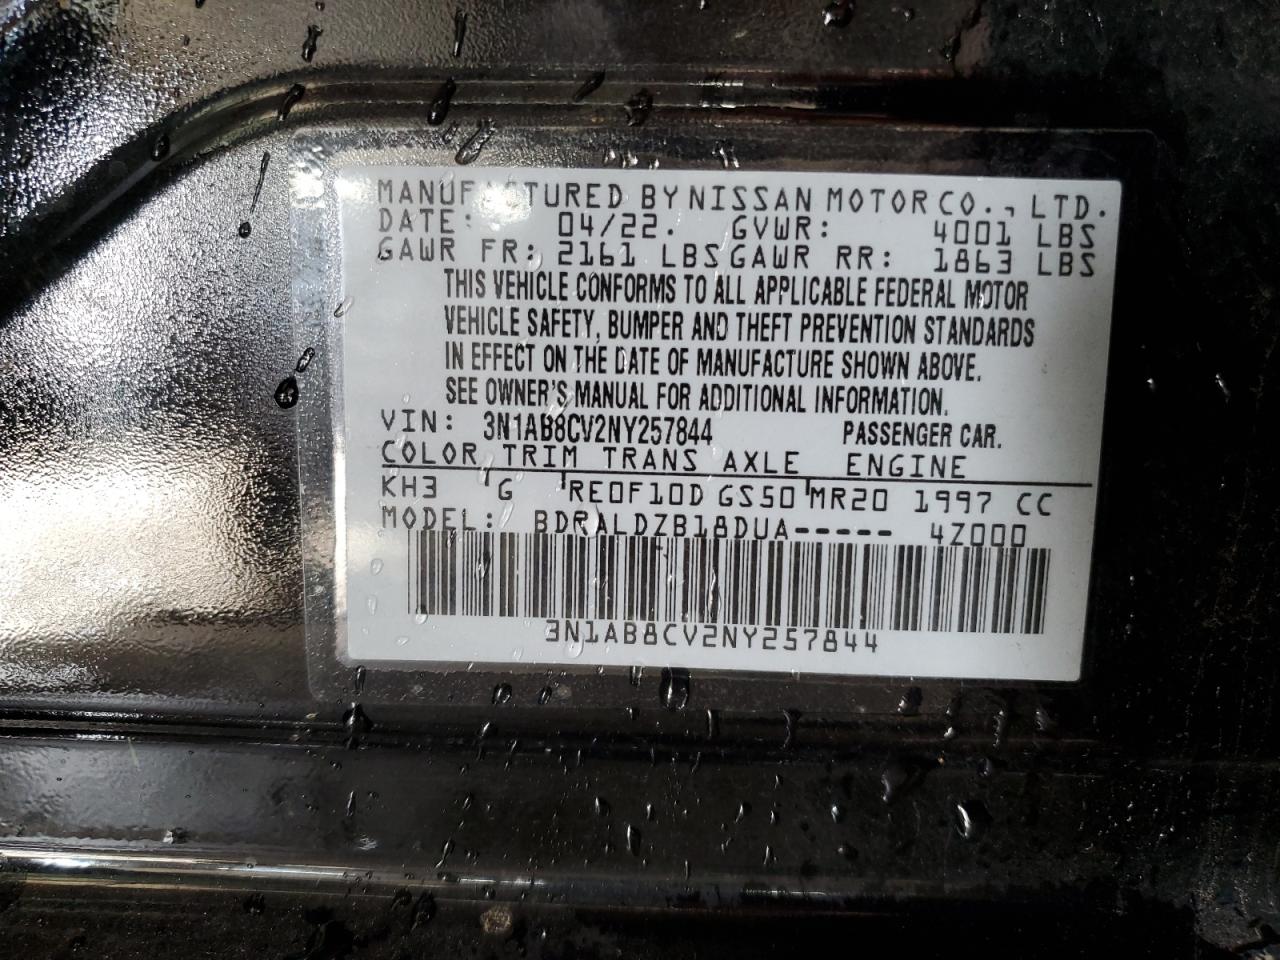 MANUFACTURED BY NISSAN MOTOR CO., LTD.
DATE: 04/22. GVWR: 4001 LBS
GAWR FR: 2161 LBS GAWR RR: 1863 LBS
THIS VEHICLE CONFORMS TO ALL APPLICABLE FEDERAL MOTOR
VEHICLE SAFETY, BUMPER AND THEFT PREVENTION STANDARDS
IN EFFECT ON THE DATE OF MANUFACTURE SHOWN ABOVE.
SEE OWNER'S MANUAL FOR ADDITIONAL INFORMATION.
VIN: 3N1AB8CV2NY257844 PASSENGER CAR.
COLOR TRIM TRANS AXLE ENGINE
KH3 G RE0F10D GS50 MR20 1997 CC
MODEL: BDRALDZB18DUA----- 4Z000
3N1AB8CV2NY257844